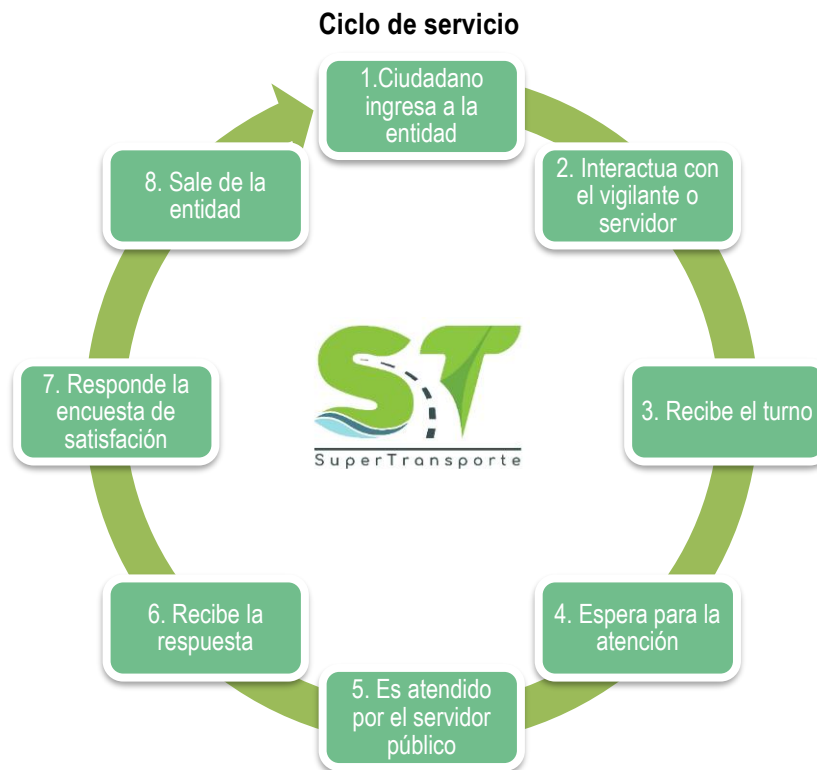 Ciclo de servicio
1.Ciudadano
ingresa a la
entidad
2. Interactua con
el vigilante o
servidor
3. Recibe el turno
4. Espera para la
atención
5. Es atendido
por el servidor
público
6. Recibe la
respuesta
7. Responde la
encuesta de
satisfacción
8. Sale de la
entidad
ST
SuperTransporte